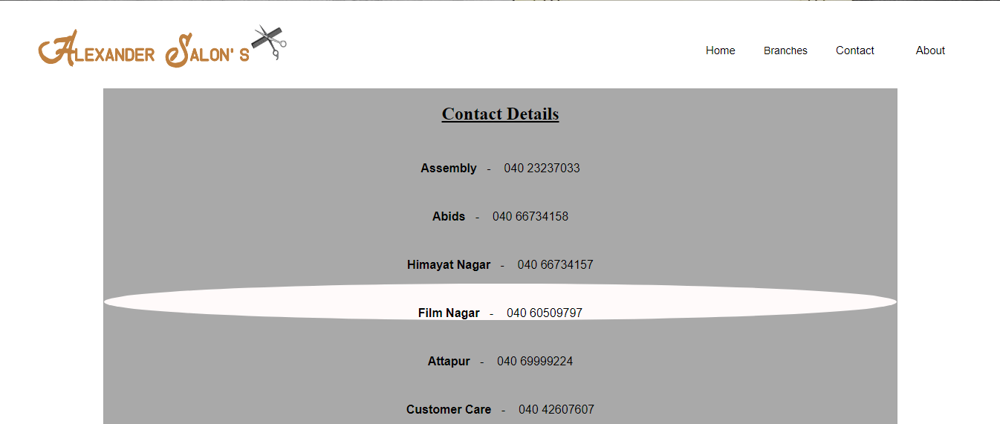 Alexander Salon's
Home Branches Contact About
Contact Details
Assembly - 040 23237033
Abids - 040 66734158
Himayat Nagar - 040 66734157
Film Nagar - 040 60509797
Attapur - 040 69999224
Customer Care - 040 42607607